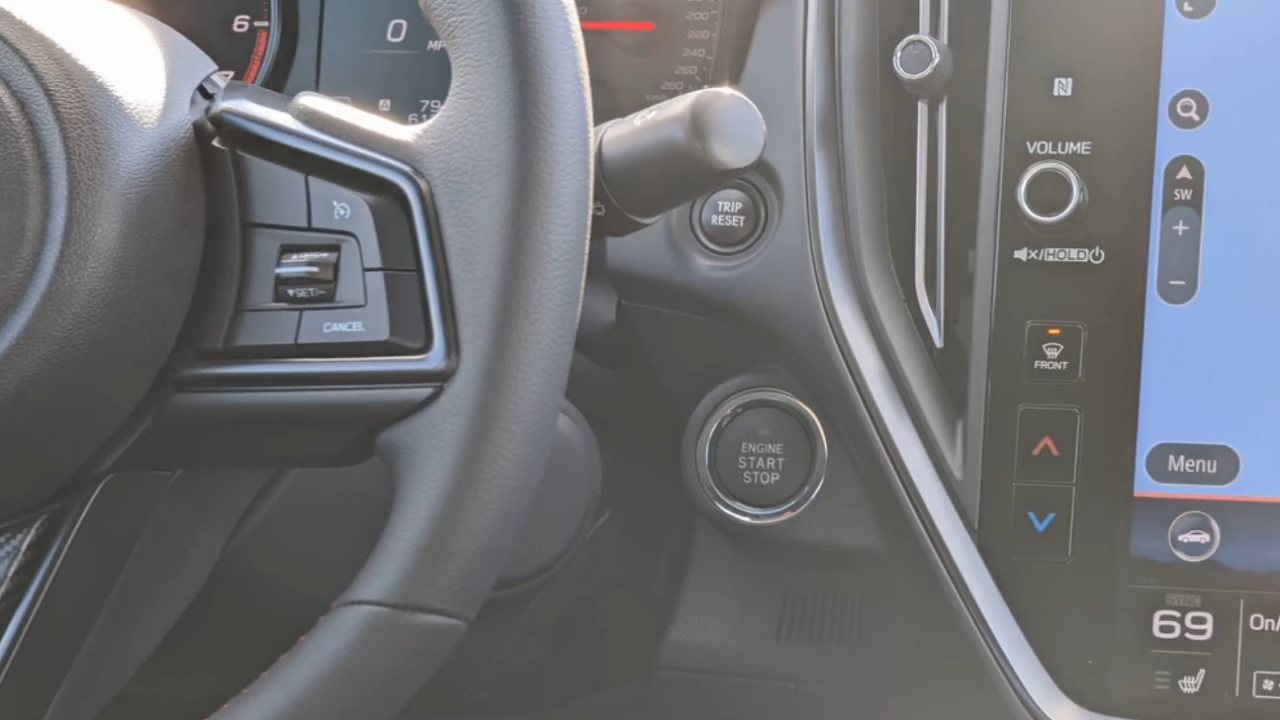 6
0
200
220
240
260
280
79
TRIP
RESET
VOLUME
HOLD
SW
+
−
SET/-
CANCEL
FRONT
ENGINE
START
STOP
Menu
SYNC
69
On/